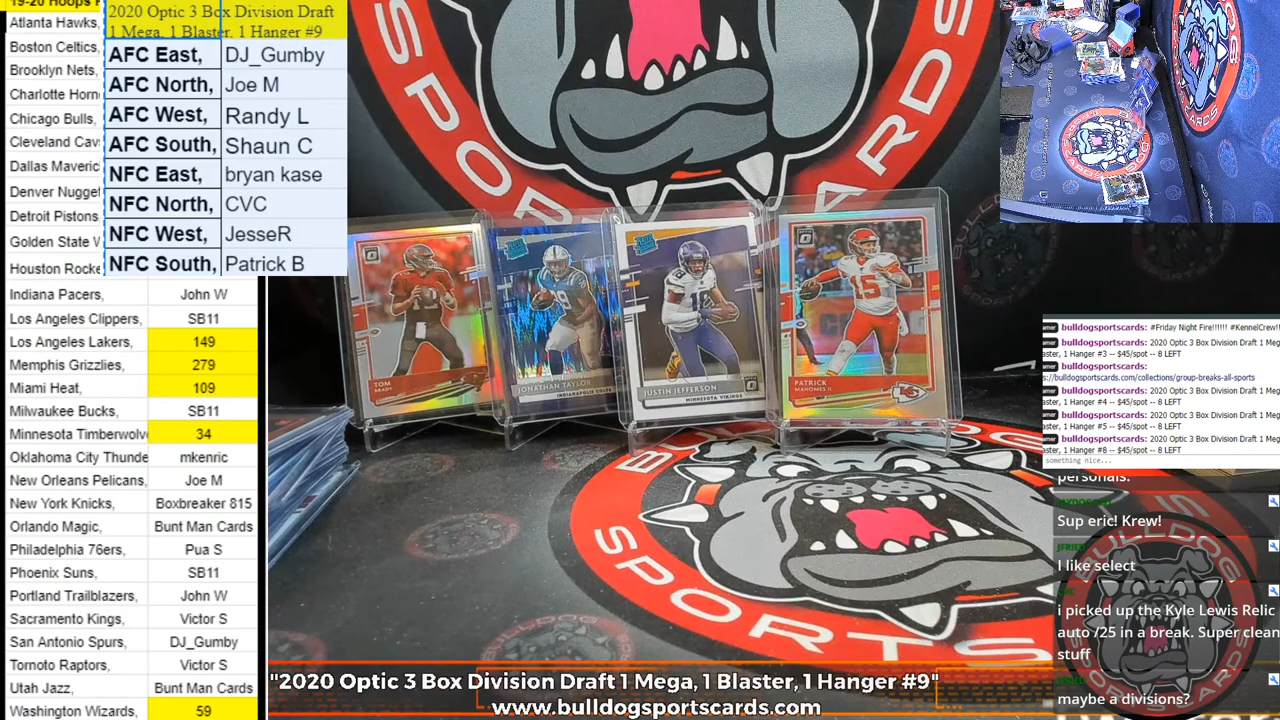 19-20 Hoops
Atlanta Hawks,
Boston Celtics,
Brooklyn Nets,
Charlotte Horn
Chicago Bulls,
Cleveland Cav
Dallas Maveric
Denver Nugget
Detroit Pistons
Golden State
Houston Rocke
Indiana Pacers, John W
Los Angeles Clippers, SB11
Los Angeles Lakers, 149
Memphis Grizzlies, 279
Miami Heat, 109
Milwaukee Bucks, SB11
Minnesota Timberwolv 34
Oklahoma City Thunde mkenric
New Orleans Pelicans, Joe M
New York Knicks, Boxbreaker 815
Orlando Magic, Bunt Man Cards
Philadelphia 76ers, Pua S
Phoenix Suns, SB11
Portland Trailblazers, John W
Sacramento Kings, Victor S
San Antonio Spurs, DJ_Gumby
Tornoto Raptors, Victor S
Utah Jazz, Bunt Man Cards
Washington Wizards, 59
2020 Optic 3 Box Division Draft
1 Mega, 1 Blaster, 1 Hanger #9
AFC East, DJ_Gumby
AFC North, Joe M
AFC West, Randy L
AFC South, Shaun C
NFC East, bryan kase
NFC North, CVC
NFC West, JesseR
NFC South, Patrick B
SPORTS CARDS
TOM
BRADY
JONATHAN TAYLOR
INDIANAPOLIS COLTS
JUSTIN JEFFERSON
MINNESOTA VIKINGS
PATRICK
MAHOMES II
BULLDOG
SPORTS
bulldogsportscards: #Friday Night Fire!!!!!! #KennelCrew!!
bulldogsportscards: 2020 Optic 3 Box Division Draft 1 Meg
aster, 1 Hanger #3 -- $45/spot -- 8 LEFT
bulldogsportscards:
s://bulldogsportscards.com/collections/group-breaks-all-sports
bulldogsportscards: 2020 Optic 3 Box Division Draft 1 Meg
aster, 1 Hanger #4 -- $45/spot -- 8 LEFT
bulldogsportscards: 2020 Optic 3 Box Division Draft 1 Meg
aster, 1 Hanger #5 -- $45/spot -- 8 LEFT
bulldogsportscards: 2020 Optic 3 Box Division Draft 1 Meg
aster, 1 Hanger #8 -- $45/spot -- 8 LEFT
something nice...
personals.
Sup eric! Krew!
I like select
i picked up the Kyle Lewis Relic
auto /25 in a break. Super clean
stuff
maybe a divisions?
"2020 Optic 3 Box Division Draft 1 Mega, 1 Blaster, 1 Hanger #9"
www.bulldogsportscards.com